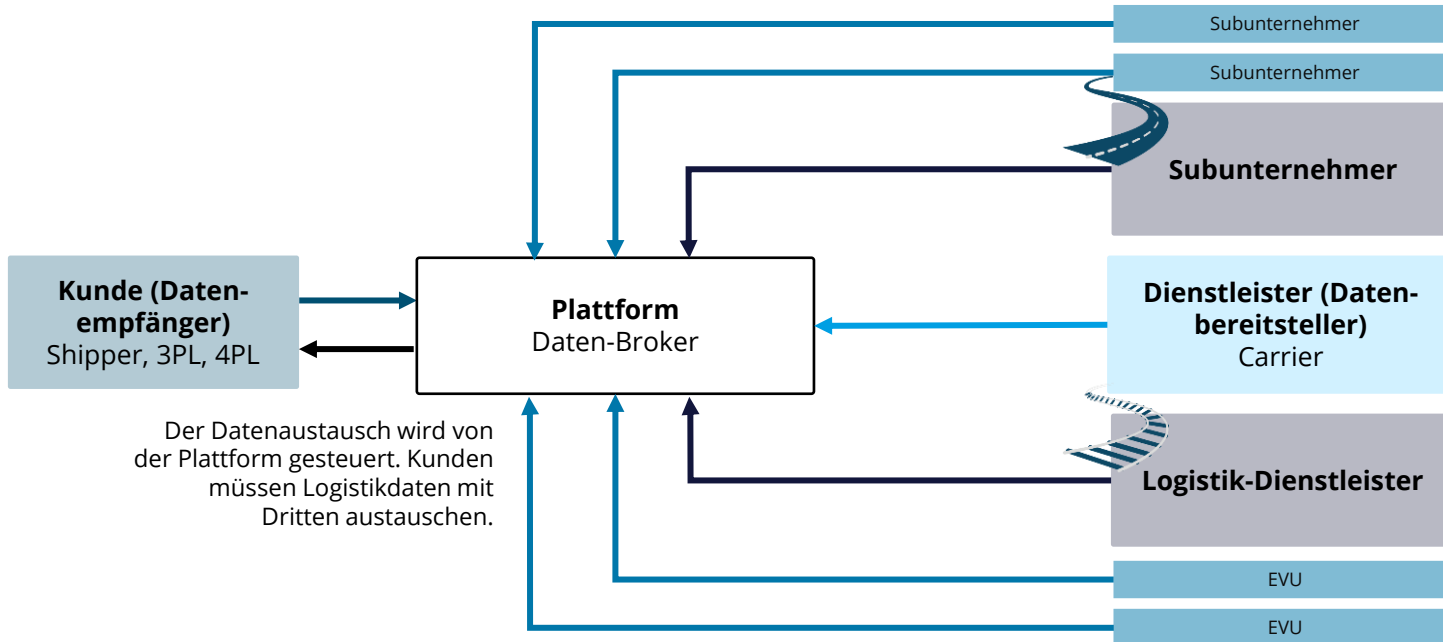 Subunternehmer
Subunternehmer
Subunternehmer
Kunde (Daten-
empfänger)
Shipper, 3PL, 4PL
Plattform
Daten-Broker
Dienstleister (Daten-
bereitsteller)
Carrier
Der Datenaustausch wird von
der Plattform gesteuert. Kunden
müssen Logistikdaten mit
Dritten austauschen.
Logistik-Dienstleister
EVU
EVU